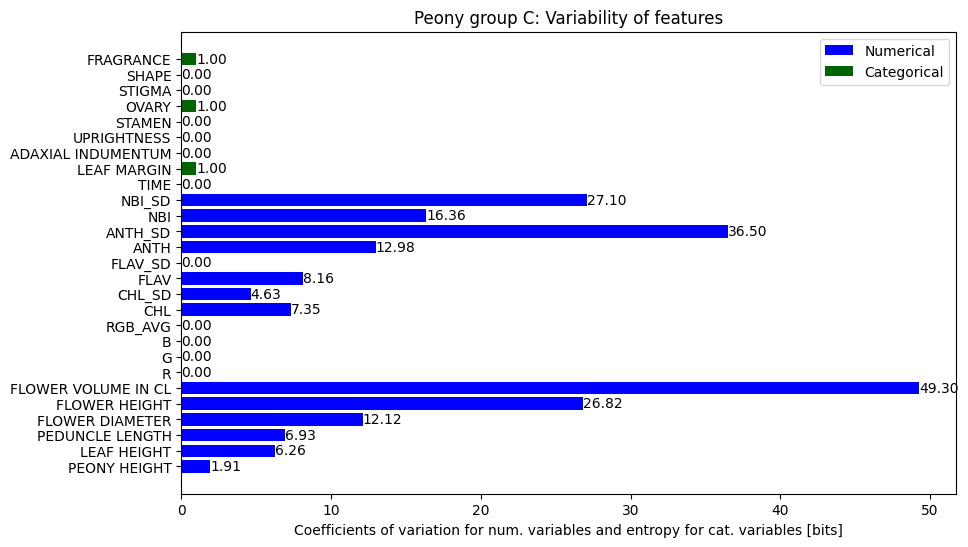 Peony group C: Variability of features
Numerical
Categorical
FRAGRANCE 1.00
SHAPE 0.00
STIGMA 0.00
OVARY 1.00
STAMEN 0.00
UPRIGHTNESS 0.00
ADAXIAL INDUMENTUM 0.00
LEAF MARGIN 1.00
TIME 0.00
NBI_SD 27.10
NBI 16.36
ANTH_SD 36.50
ANTH 12.98
FLAV_SD 0.00
FLAV 8.16
CHL_SD 4.63
CHL 7.35
RGB_AVG 0.00
B 0.00
G 0.00
R 0.00
FLOWER VOLUME IN CL 49.30
FLOWER HEIGHT 26.82
FLOWER DIAMETER 12.12
PEDUNCLE LENGTH 6.93
LEAF HEIGHT 6.26
PEONY HEIGHT 1.91
0 10 20 30 40 50
Coefficients of variation for num. variables and entropy for cat. variables [bits]